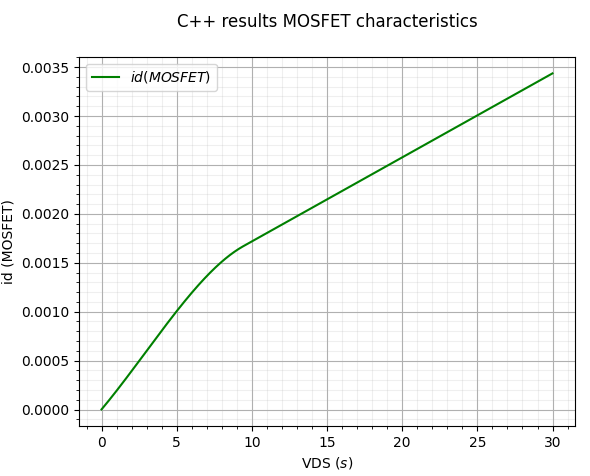 C++ results MOSFET characteristics
id(MOSFET)
id (MOSFET)
0.0035
0.0030
0.0025
0.0020
0.0015
0.0010
0.0005
0.0000
0 5 10 15 20 25 30
VDS (s)